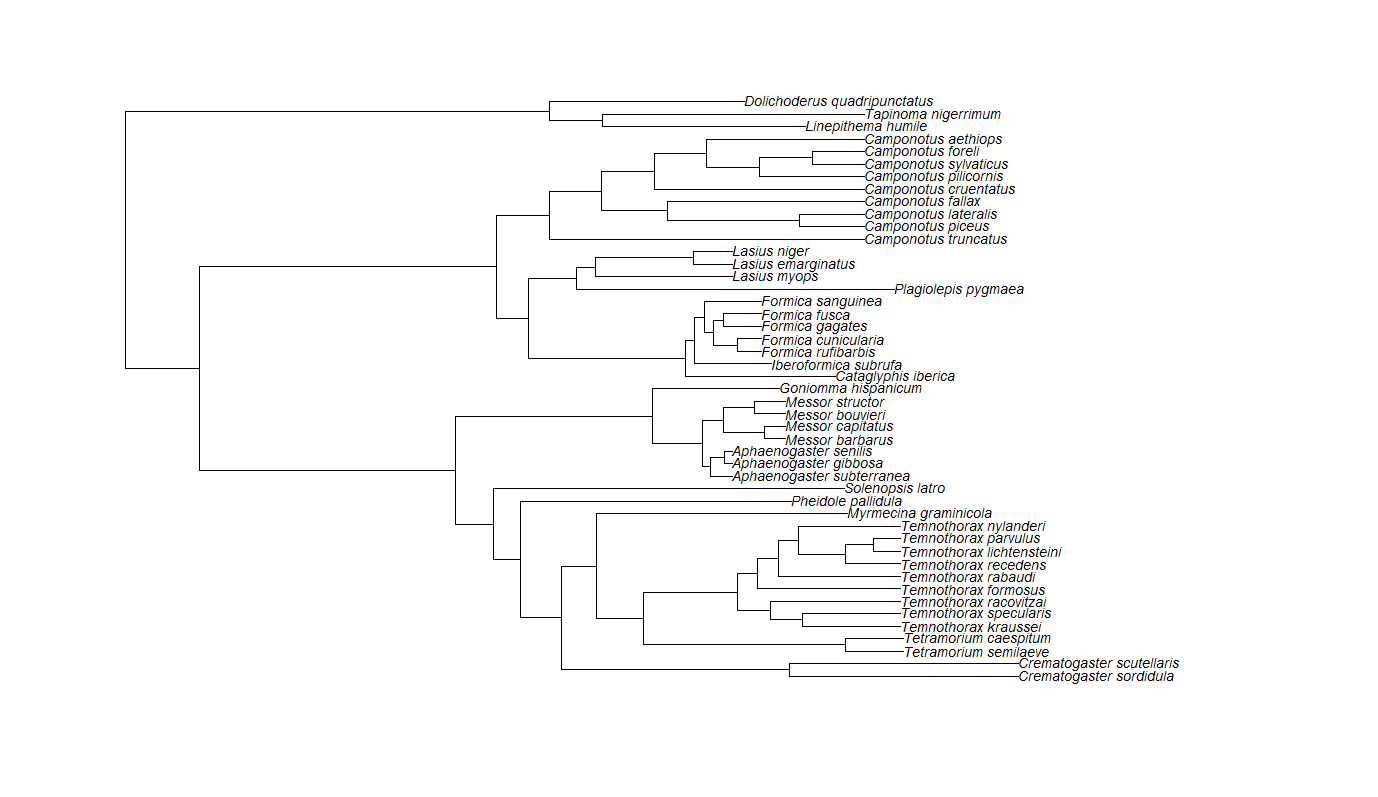 Dolichoderus quadripunctatus
Tapinoma nigerrimum
Linepithema humile
Camponotus aethiops
Camponotus foreli
Camponotus sylvaticus
Camponotus pilicornis
Camponotus cruentatus
Camponotus fallax
Camponotus lateralis
Camponotus piceus
Camponotus truncatus
Lasius niger
Lasius emarginatus
Lasius myops
Plagiolepis pygmaea
Formica sanguinea
Formica fusca
Formica gagates
Formica cunicularia
Formica rufibarbis
Iberoformica subrufa
Cataglyphis iberica
Goniomma hispanicum
Messor structor
Messor bouvieri
Messor capitatus
Messor barbarus
Aphaenogaster senilis
Aphaenogaster gibbosa
Aphaenogaster subterranea
Solenopsis latro
Pheidole pallidula
Myrmecina graminicola
Temnothorax nylanderi
Temnothorax parvulus
Temnothorax lichtensteini
Temnothorax recedens
Temnothorax rabaudi
Temnothorax formosus
Temnothorax racovitzai
Temnothorax specularis
Temnothorax kraussei
Tetramorium caespitum
Tetramorium semilaeve
Crematogaster scutellaris
Crematogaster sordidula